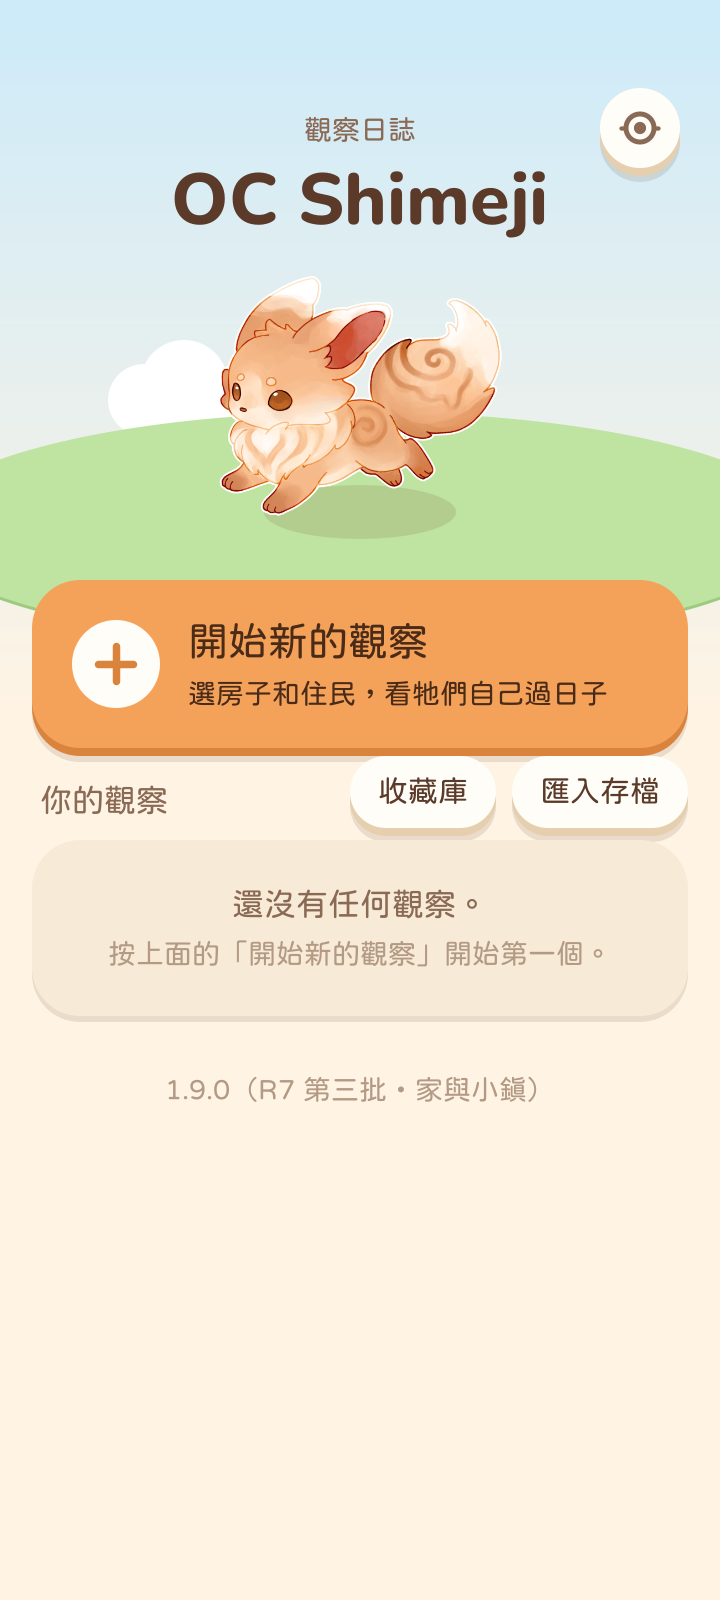 觀察日誌
OC Shimeji
開始新的觀察
選房子和住民，看牠們自己過日子
你的觀察
收藏庫
匯入存檔
還沒有任何觀察。
按上面的「開始新的觀察」開始第一個。
1.9.0（R7 第三批・家與小鎮）